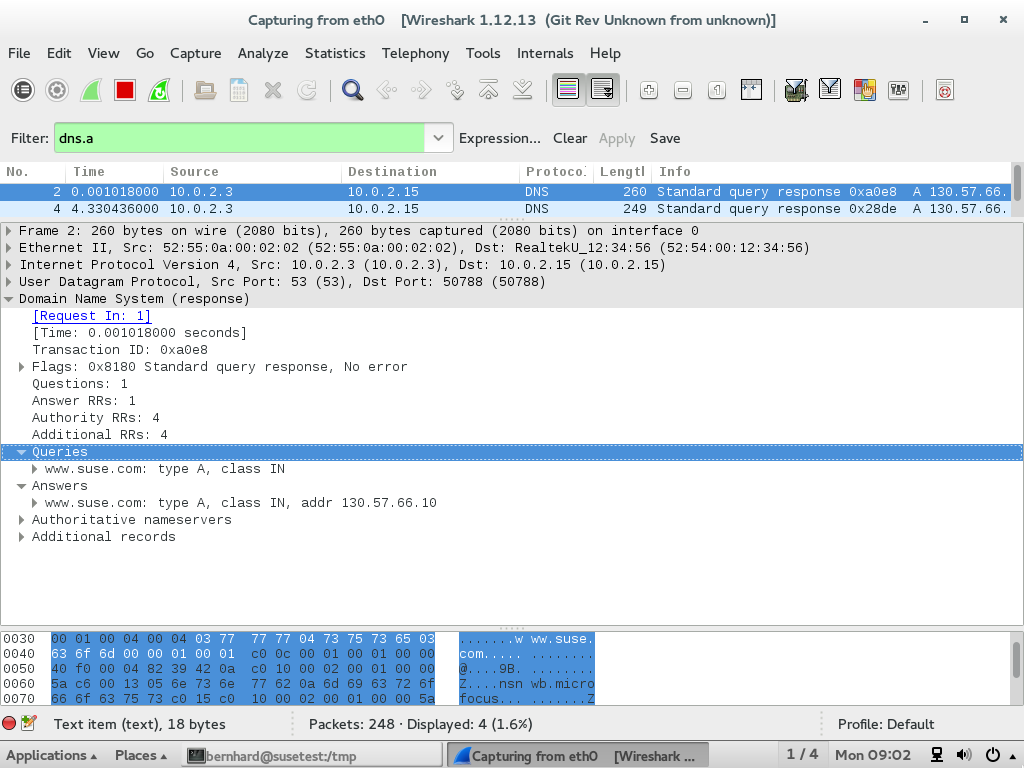 Capturing from eth0 [Wireshark 1.12.13 (Git Rev Unknown from unknown)]
File Edit View Go Capture Analyze Statistics Telephony Tools Internals Help
Filter: dns.a Expression... Clear Apply Save
No. Time Source Destination Protoco Lengtl Info
2 0.001018000 10.0.2.3 10.0.2.15 DNS 260 Standard query response 0xa0e8 A 130.57.66.
4 4.330436000 10.0.2.3 10.0.2.15 DNS 249 Standard query response 0x28de A 130.57.66.
Frame 2: 260 bytes on wire (2080 bits), 260 bytes captured (2080 bits) on interface 0
Ethernet II, Src: 52:55:0a:00:02:02 (52:55:0a:00:02:02), Dst: RealtekU_12:34:56 (52:54:00:12:34:56)
Internet Protocol Version 4, Src: 10.0.2.3 (10.0.2.3), Dst: 10.0.2.15 (10.0.2.15)
User Datagram Protocol, Src Port: 53 (53), Dst Port: 50788 (50788)
Domain Name System (response)
[Request In: 1]
[Time: 0.001018000 seconds]
Transaction ID: 0xa0e8
Flags: 0x8180 Standard query response, No error
Questions: 1
Answer RRs: 1
Authority RRs: 4
Additional RRs: 4
Queries
www.suse.com: type A, class IN
Answers
www.suse.com: type A, class IN, addr 130.57.66.10
Authoritative nameservers
Additional records
0030 00 01 00 04 00 04 03 77 77 77 04 73 75 73 65 03 .......w ww.suse.
0040 63 6f 6d 00 00 01 00 01 c0 0c 00 01 00 01 00 00 com..... ........
0050 40 f0 00 04 82 39 42 0a c0 10 00 02 00 01 00 00 @....9B. ........
0060 5a c6 00 13 05 6e 73 6e 77 62 0a 6d 69 63 72 6f Z....nsn wb.micro
0070 66 6f 63 75 73 c0 15 c0 10 00 02 00 01 00 00 5a focus... .......Z
Text item (text), 18 bytes Packets: 248 · Displayed: 4 (1.6%) Profile: Default
Applications Places bernhard@susetest:/tmp Capturing from eth0 [Wireshark ... 1 / 4 Mon 09:02